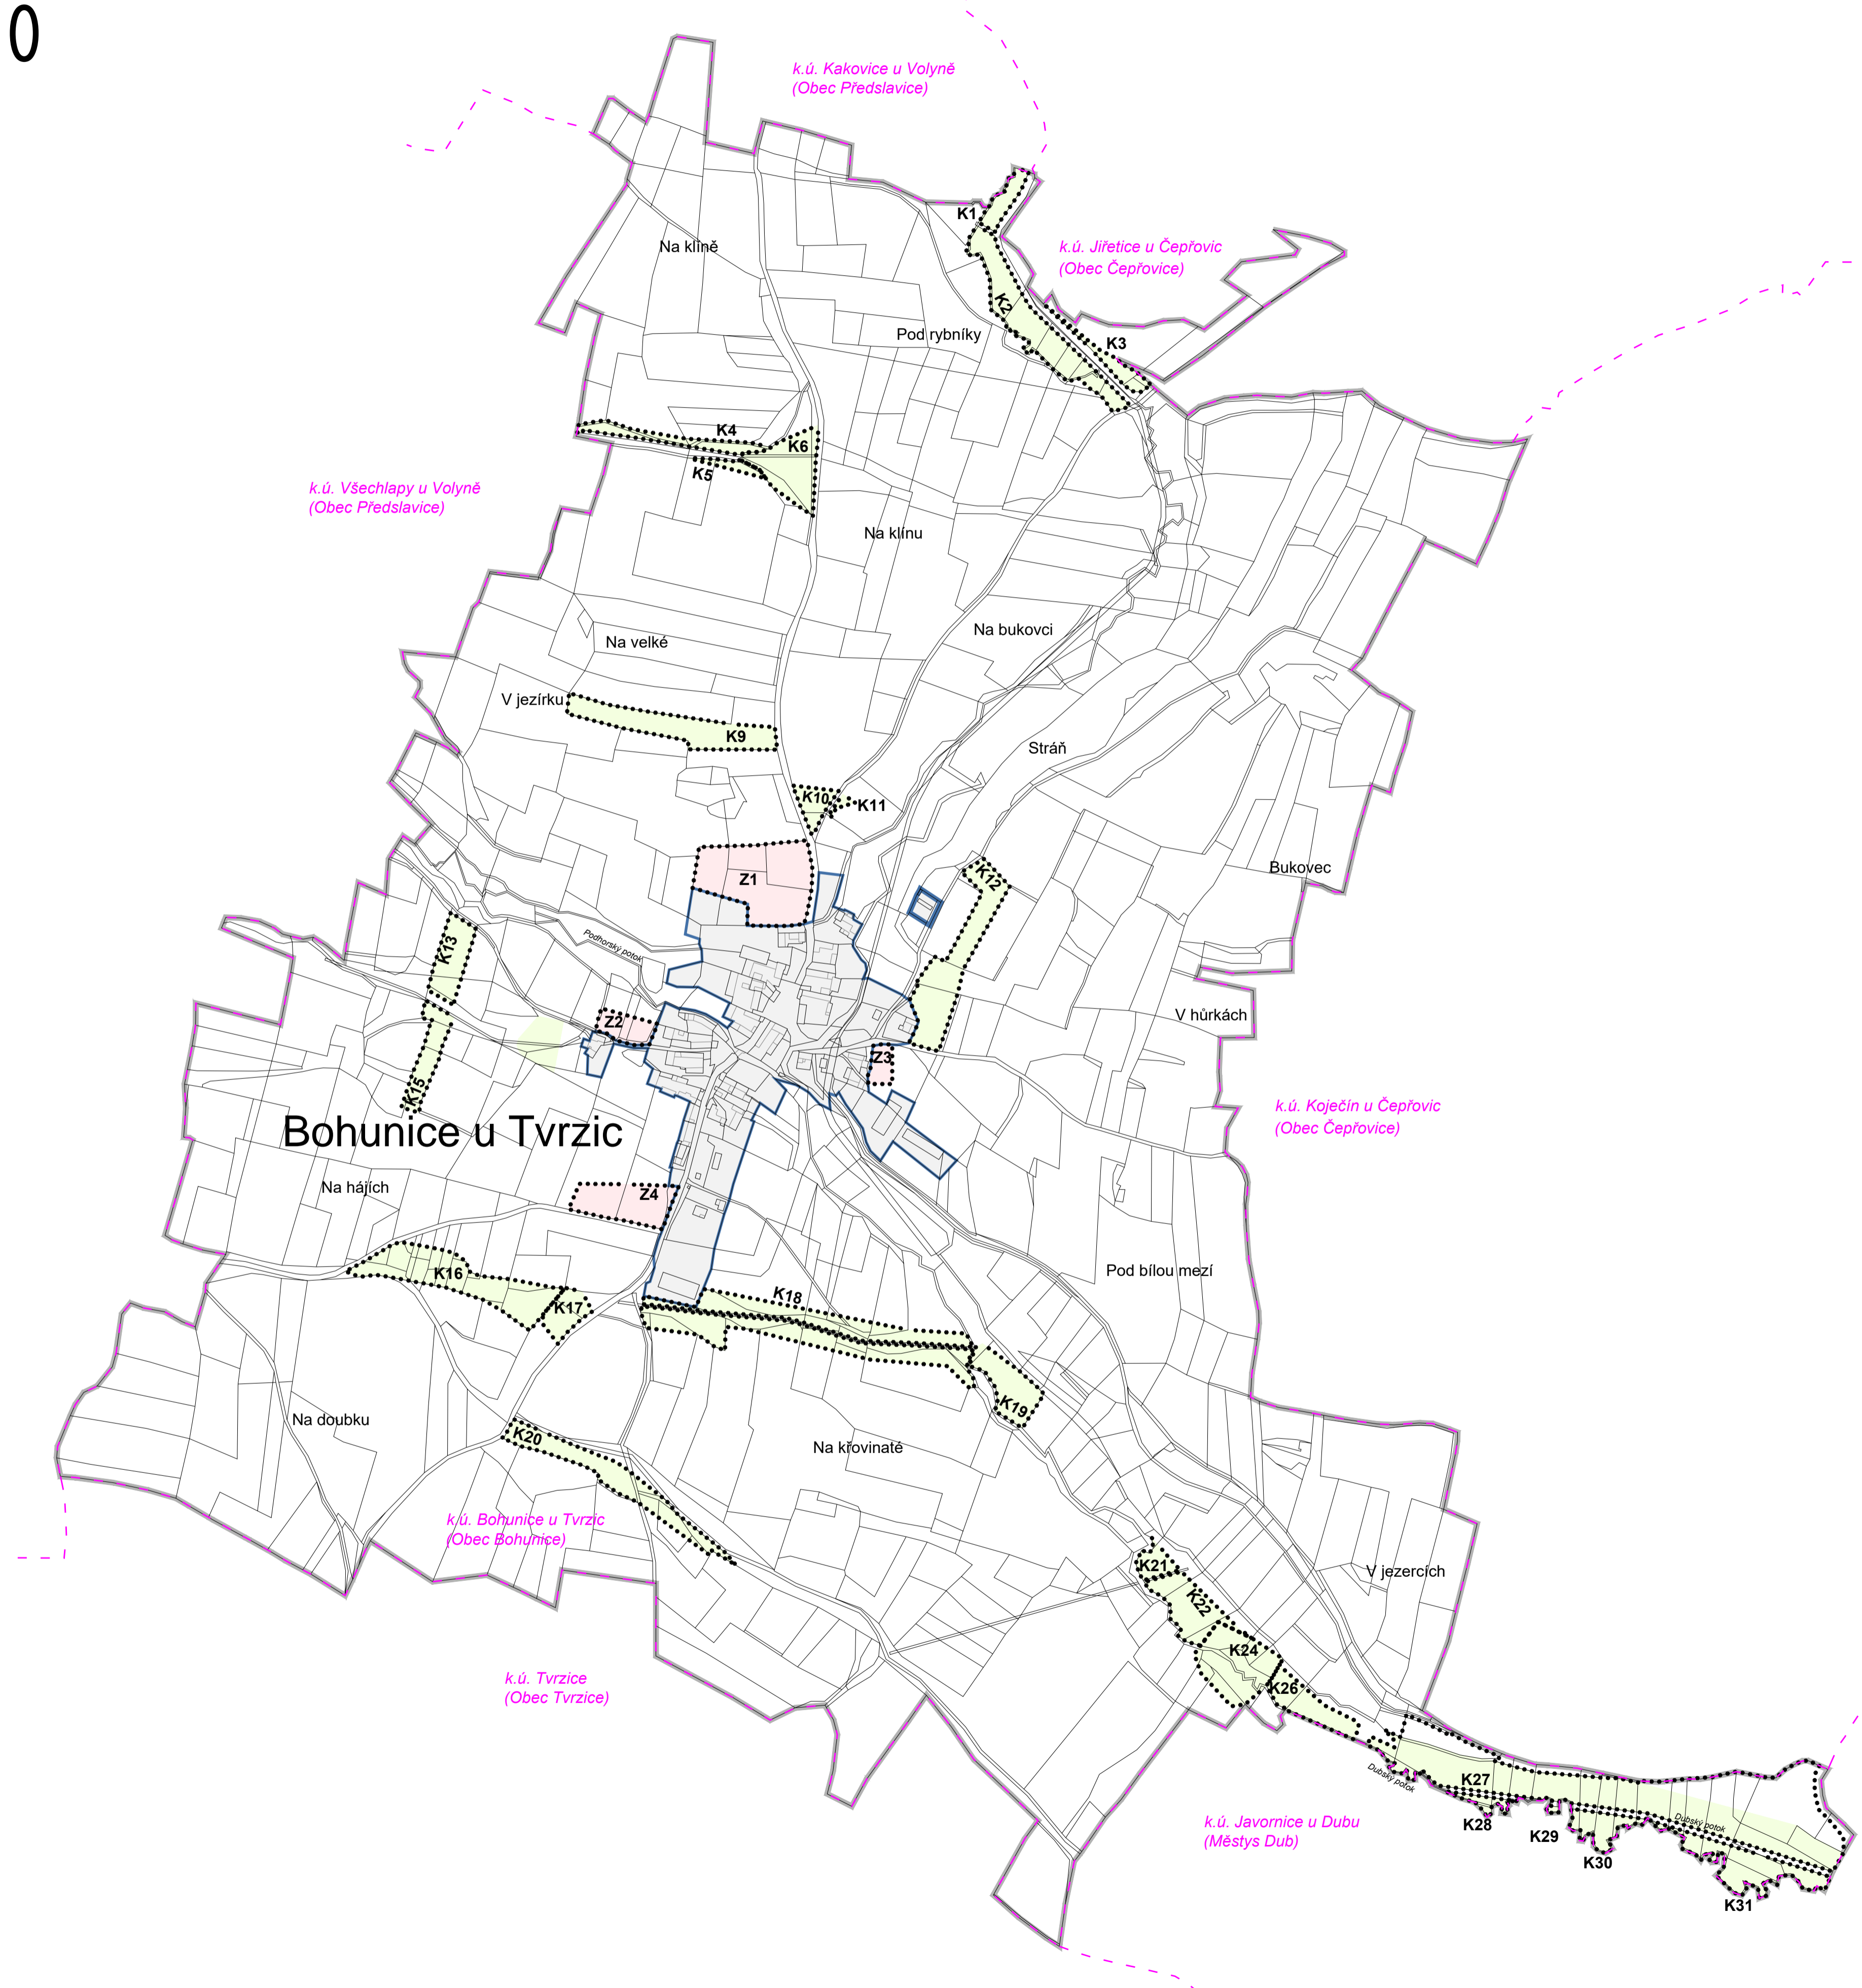 0
k.ú. Kakovice u Volyně
(Obec Předslavice)
K1
Na klíně
k.ú. Jiřetice u Čepřovic
(Obec Čepřovice)
K2
Pod rybníky
K3
K4
K6
K5
k.ú. Všechlapy u Volyně
(Obec Předslavice)
Na klínu
Na bukovci
Na velké
V jezírku
K9
Stráň
K10
K11
Bukovec
K12
Z1
Podhorský potok
K13
V hůrkách
Z2
Z3
K15
k.ú. Koječín u Čepřovic
(Obec Čepřovice)
Bohunice u Tvrzic
Na hájích
Z4
Pod bílou mezí
K16
K17
K18
K19
Na doubku
K20
Na křovinaté
k.ú. Bohunice u Tvrzic
(Obec Bohunice)
K21
V jezercích
K22
K24
k.ú. Tvrzice
(Obec Tvrzice)
K26
Dubský potok
K27
K28
Dubský potok
k.ú. Javornice u Dubu
(Městys Dub)
K29
K30
K31